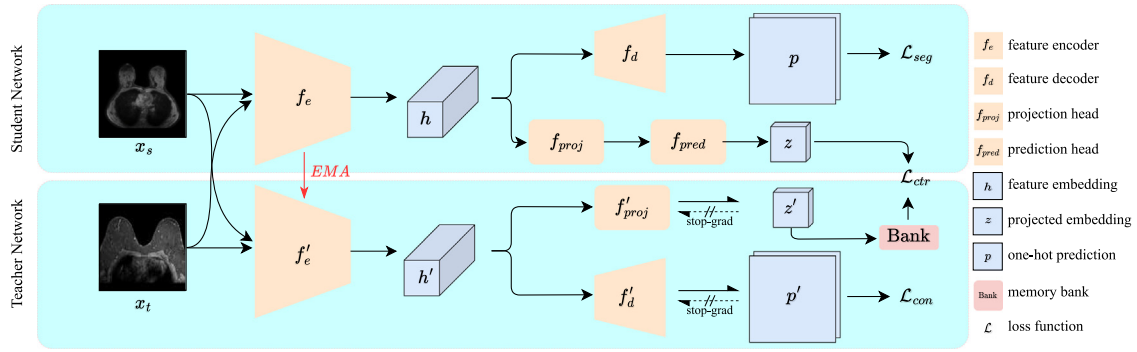 Student Network
x_s
f_e
h
f_d
p
ℒ_seg
f_proj
f_pred
z
ℒ_ctr
EMA
Teacher Network
x_t
f'_e
h'
f'_proj
stop-grad
z'
Bank
f'_d
stop-grad
p'
ℒ_con
f_e feature encoder
f_d feature decoder
f_proj projection head
f_pred prediction head
h feature embedding
z projected embedding
p one-hot prediction
Bank memory bank
ℒ loss function